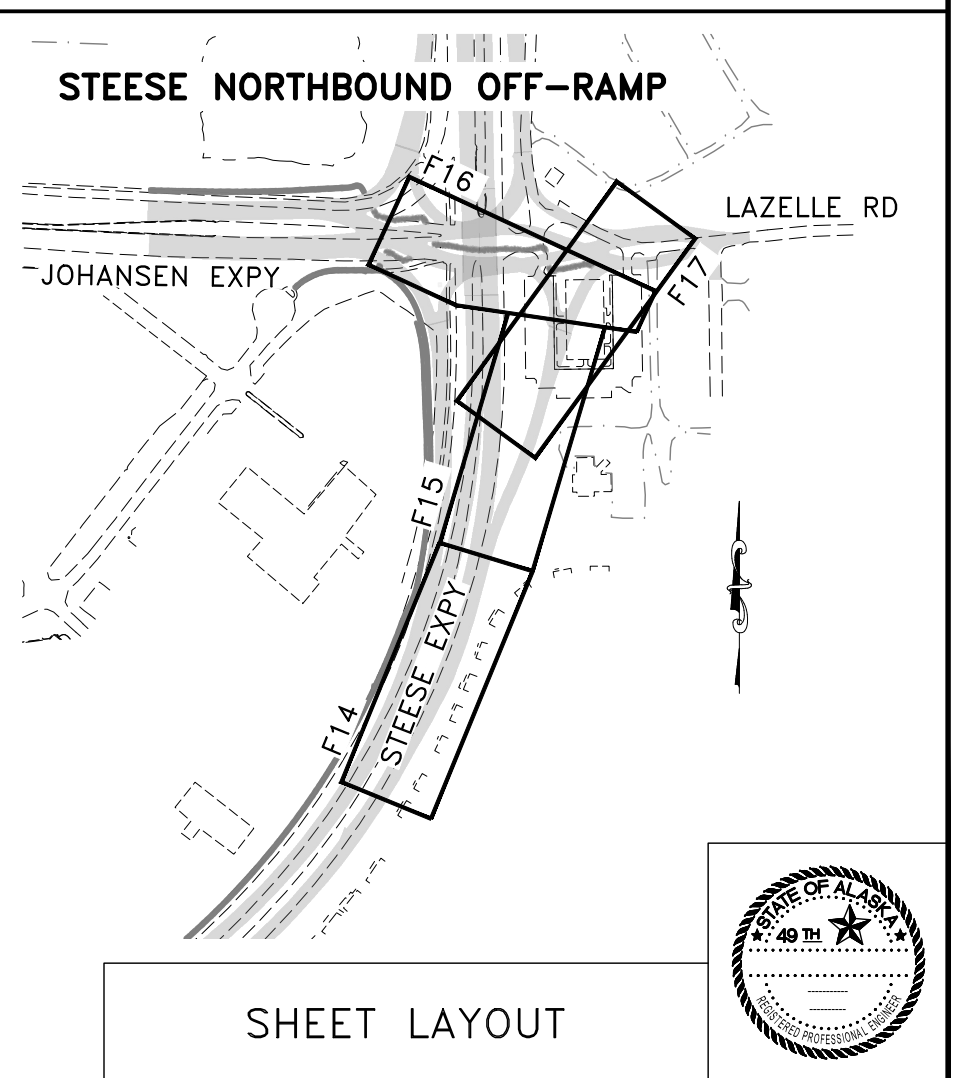 STEESE NORTHBOUND OFF-RAMP
F16
LAZELLE RD
JOHANSEN EXPY
F17
F15
STEESE EXPY
F14
STATE OF ALASKA
49 TH
REGISTERED PROFESSIONAL ENGINEER
SHEET LAYOUT